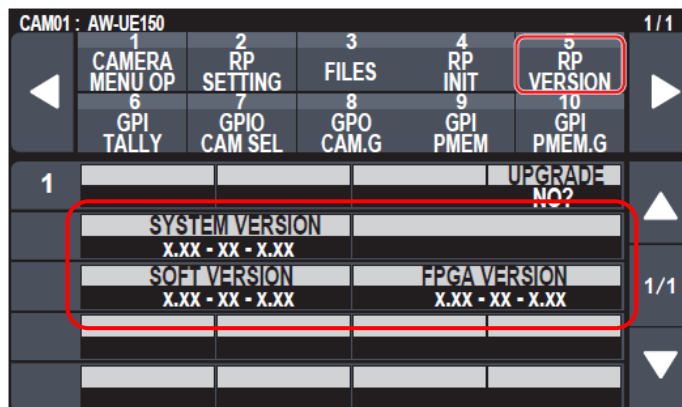 CAM01 : AW-UE150 1/1
1 2 3 4 5
CAMERA MENU OP RP SETTING FILES RP INIT RP VERSION
6 7 8 9 10
GPI TALLY GPIO CAM SEL GPO CAM.G GPI PMEM GPI PMEM.G
1 UPGRADE
NO?
SYSTEM VERSION
X.XX - XX - X.XX
SOFT VERSION FPGA VERSION
X.XX - XX - X.XX X.XX - XX - X.XX
1/1